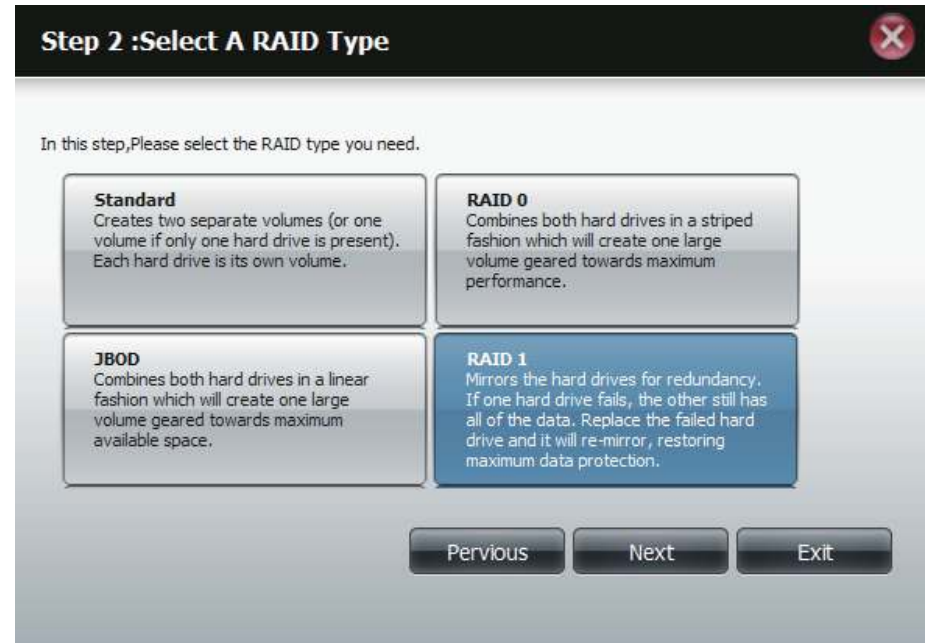 Step 2 :Select A RAID Type
In this step,Please select the RAID type you need.
Standard
Creates two separate volumes (or one
volume if only one hard drive is present).
Each hard drive is its own volume.
RAID 0
Combines both hard drives in a striped
fashion which will create one large
volume geared towards maximum
performance.
JBOD
Combines both hard drives in a linear
fashion which will create one large
volume geared towards maximum
available space.
RAID 1
Mirrors the hard drives for redundancy.
If one hard drive fails, the other still has
all of the data. Replace the failed hard
drive and it will re-mirror, restoring
maximum data protection.
Pervious
Next
Exit